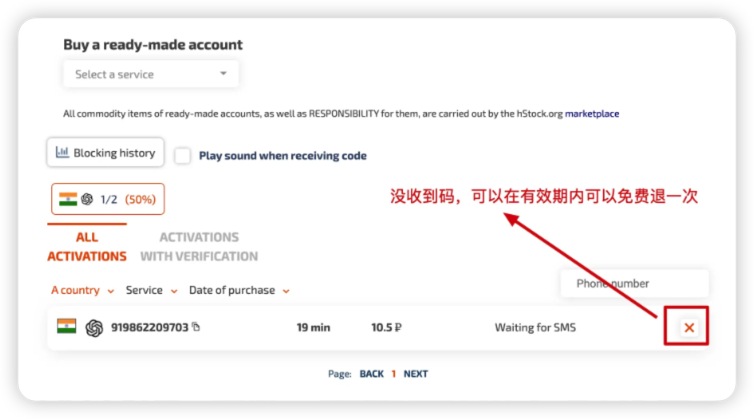 Buy a ready-made account
Select a service
All commodity items of ready-made accounts, as well as RESPONSIBILITY for them, are carried out by the hStock.org marketplace
Blocking history
Play sound when receiving code
1/2 (50%)
没收到码，可以在有效期内可以免费退一次
ALL ACTIVATIONS
ACTIVATIONS WITH VERIFICATION
A country Service Date of purchase
Phone number
919862209703 19 min 10.5 ₽ Waiting for SMS
Page: BACK 1 NEXT